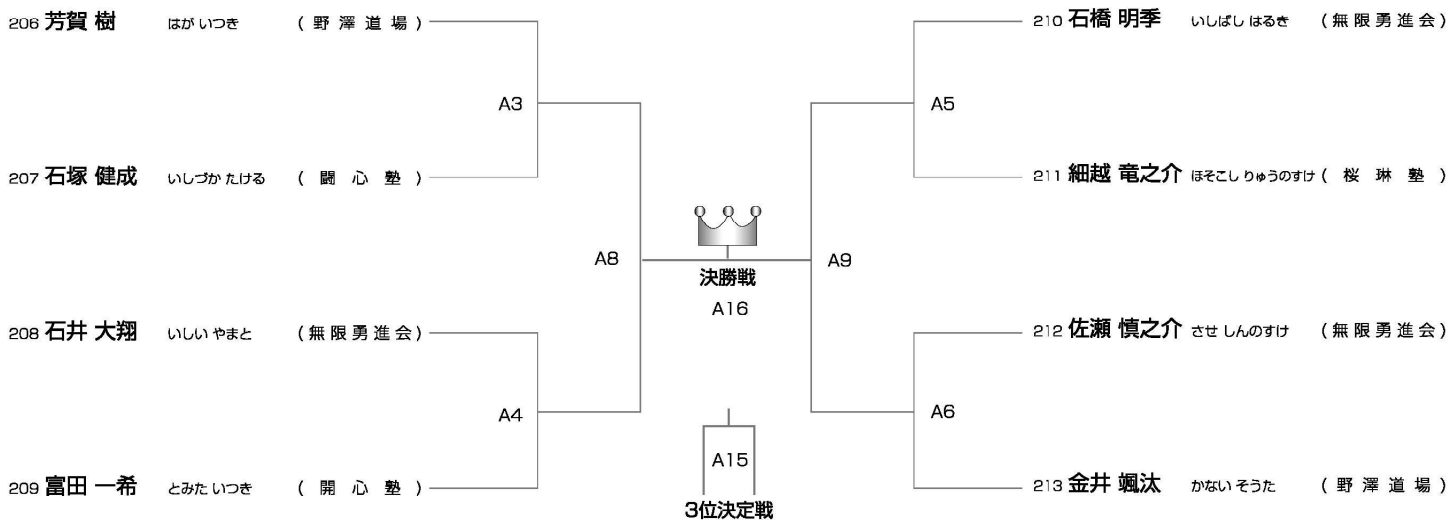 206 芳賀 樹 はが いつき (野澤道場)
A3
207 石塚 健成 いしづか たける (闘心塾)
A8
208 石井 大翔 いしい やまと (無限勇進会)
A4
209 富田 一希 とみた いつき (開心塾)
決勝戦
A16
A15
3位決定戦
210 石橋 明季 いしばし はるき (無限勇進会)
A5
211 細越 竜之介 ほそこし りゅうのすけ (桜琳塾)
A9
212 佐瀬 慎之介 させ しんのすけ (無限勇進会)
A6
213 金井 颯汰 かない そうた (野澤道場)